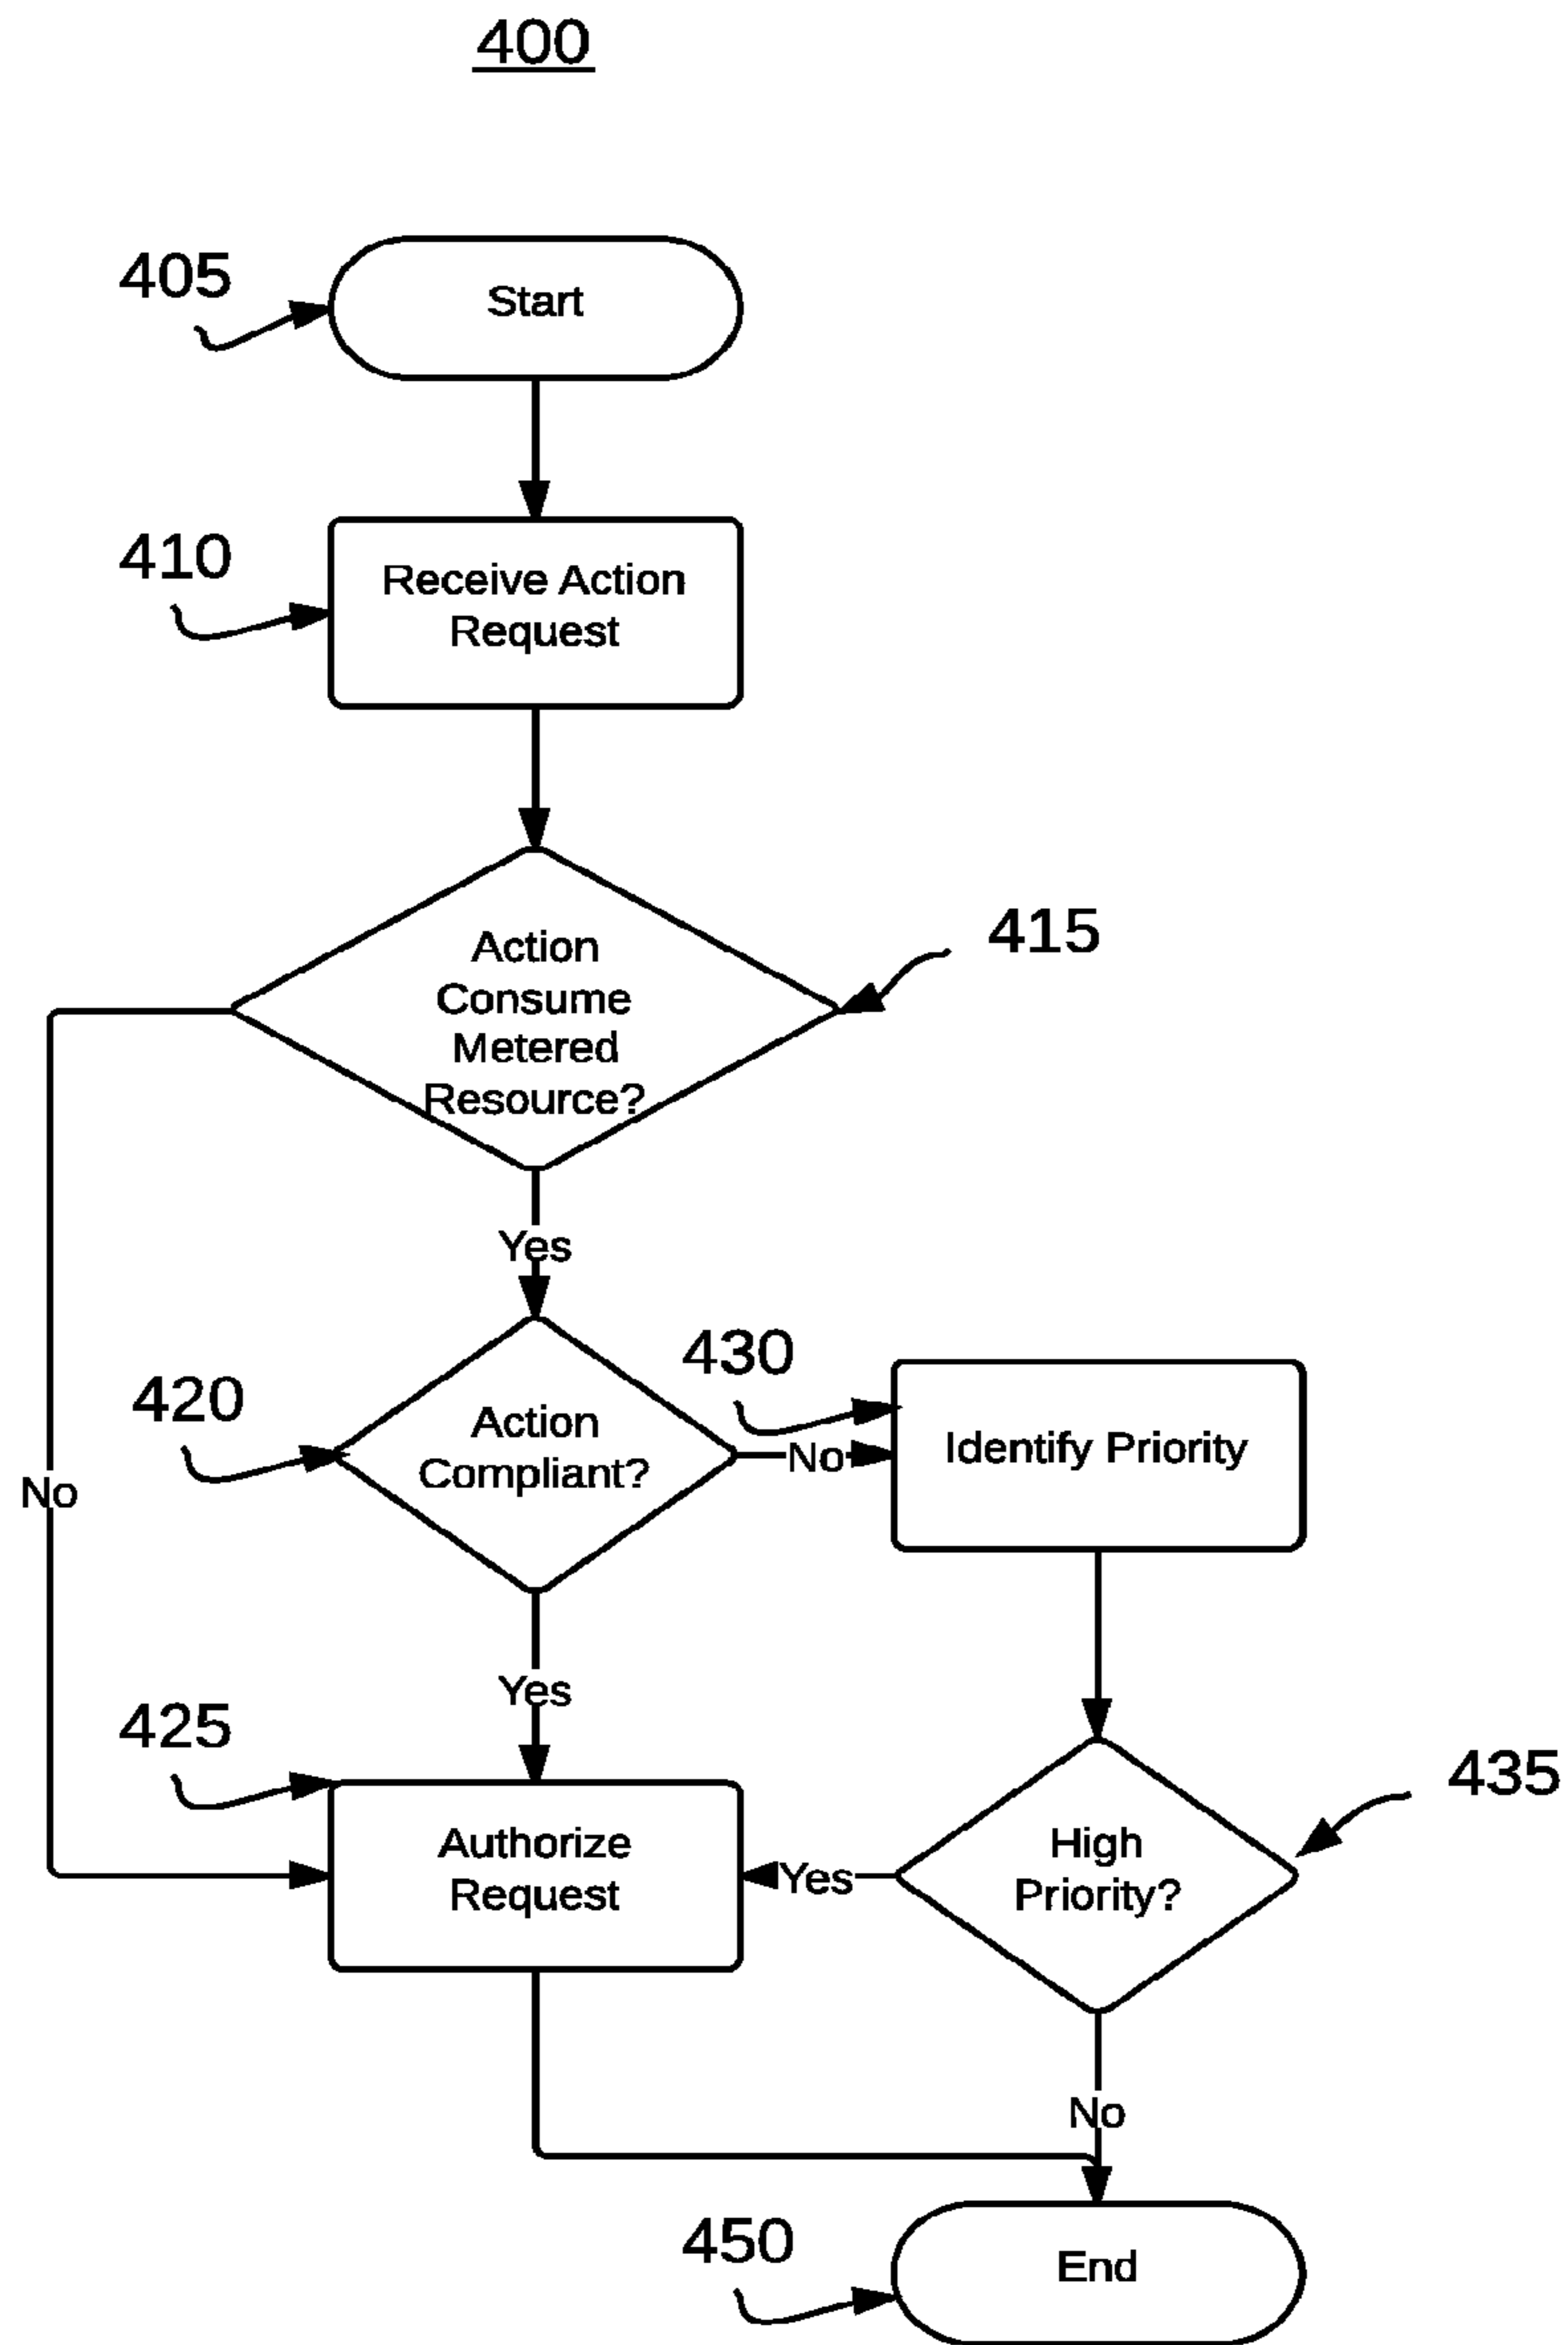 400
405
Start
410
Receive Action
Request
415
Action
Consume
Metered
Resource?
Yes
No
420
Action
Compliant?
430
No
Identify Priority
Yes
425
Authorize
Request
Yes
435
High
Priority?
No
450
End